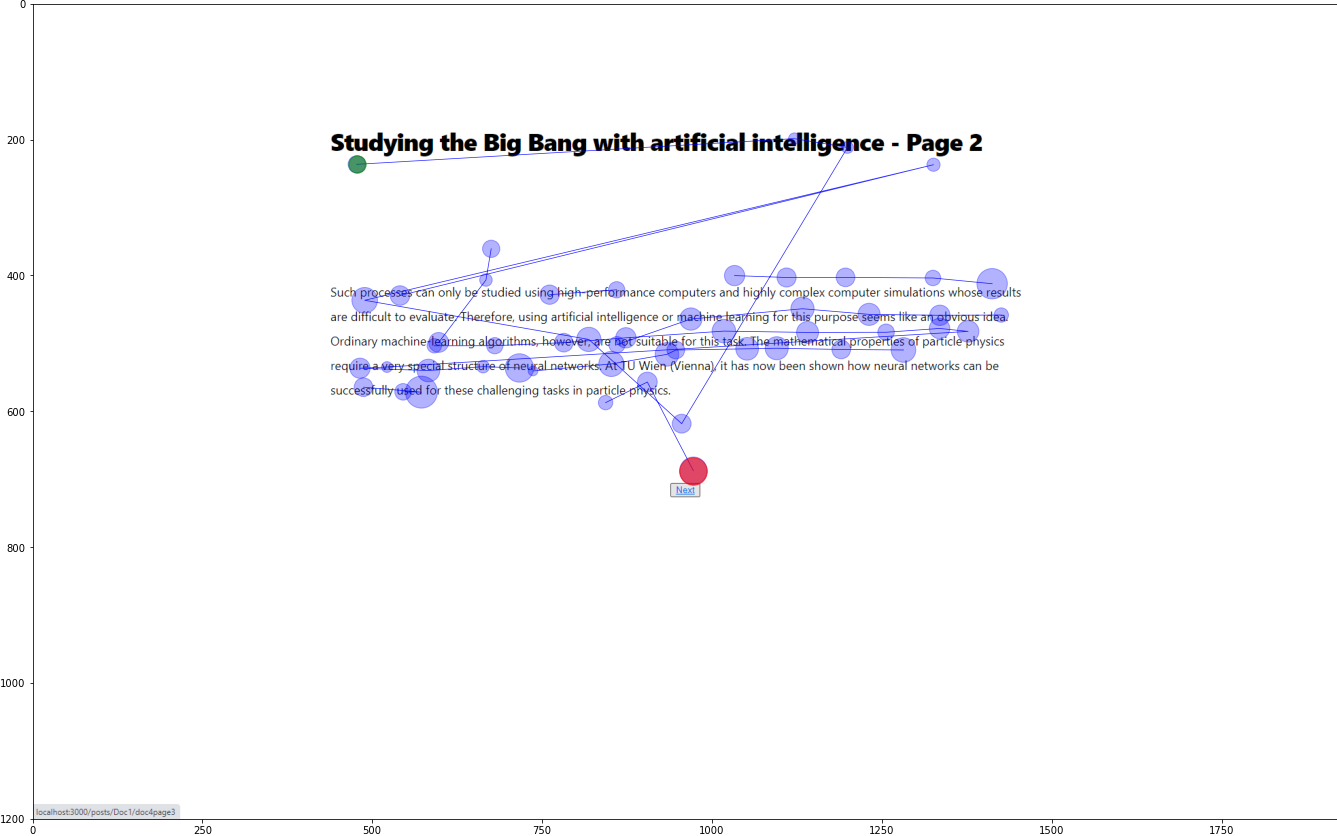 0
200
Studying the Big Bang with artificial intelligence - Page 2
400
Such processes can only be studied using high-performance computers and highly complex computer simulations whose results
are difficult to evaluate. Therefore, using artificial intelligence or machine learning for this purpose seems like an obvious idea.
Ordinary machine-learning algorithms, however, are not suitable for this task. The mathematical properties of particle physics
require a very special structure of neural networks. At TU Wien (Vienna), it has now been shown how neural networks can be
successfully used for these challenging tasks in particle physics.
600
Next
800
1000
localhost:3000/posts/Doc1/doc4page3
1200
0 250 500 750 1000 1250 1500 1750